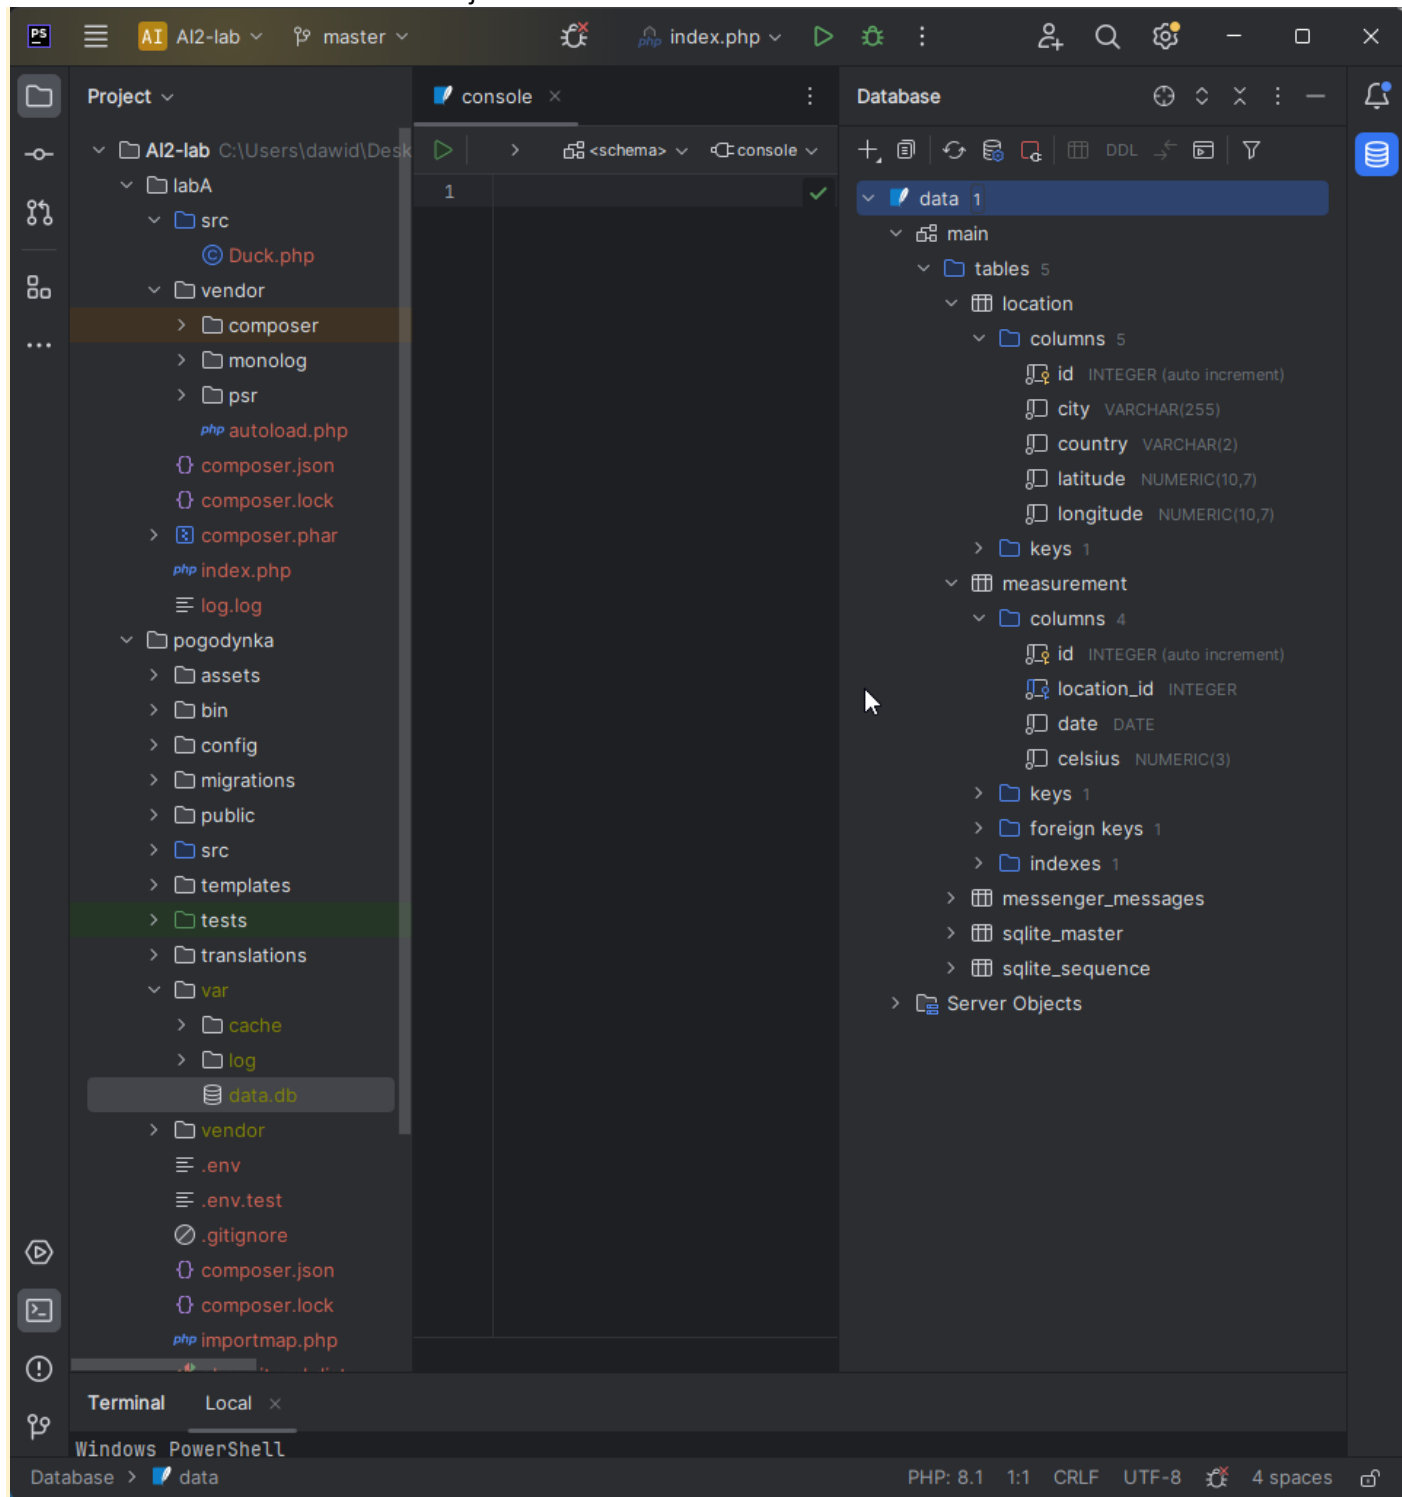 PS AI AI2-lab master php index.php
Project
AI2-lab C:\Users\dawid\Desk
labA
src
Duck.php
vendor
composer
monolog
psr
php autoload.php
composer.json
composer.lock
composer.phar
php index.php
log.log
pogodynka
assets
bin
config
migrations
public
src
templates
tests
translations
var
cache
log
data.db
vendor
.env
.env.test
.gitignore
composer.json
composer.lock
php importmap.php
console
<schema> console
1
Database
DDL
data 1
main
tables 5
location
columns 5
id INTEGER (auto increment)
city VARCHAR(255)
country VARCHAR(2)
latitude NUMERIC(10,7)
longitude NUMERIC(10,7)
keys 1
measurement
columns 4
id INTEGER (auto increment)
location_id INTEGER
date DATE
celsius NUMERIC(3)
keys 1
foreign keys 1
indexes 1
messenger_messages
sqlite_master
sqlite_sequence
Server Objects
Terminal Local
Windows PowerShell
Database > data PHP: 8.1 1:1 CRLF UTF-8 4 spaces